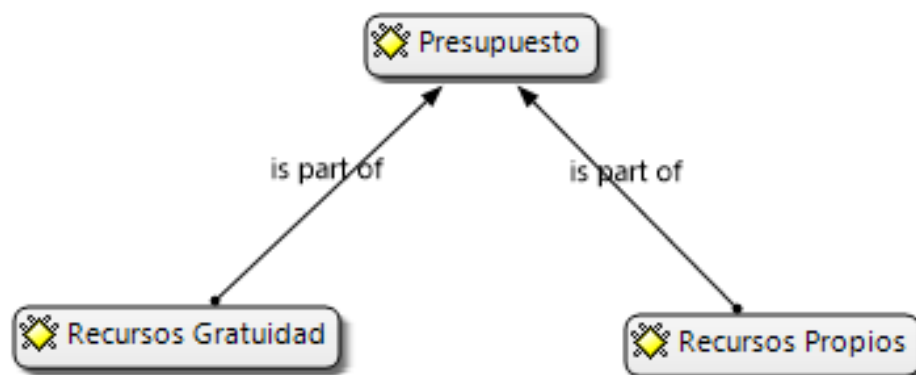 Presupuesto
is part of
is part of
Recursos Gratuidad
Recursos Propios